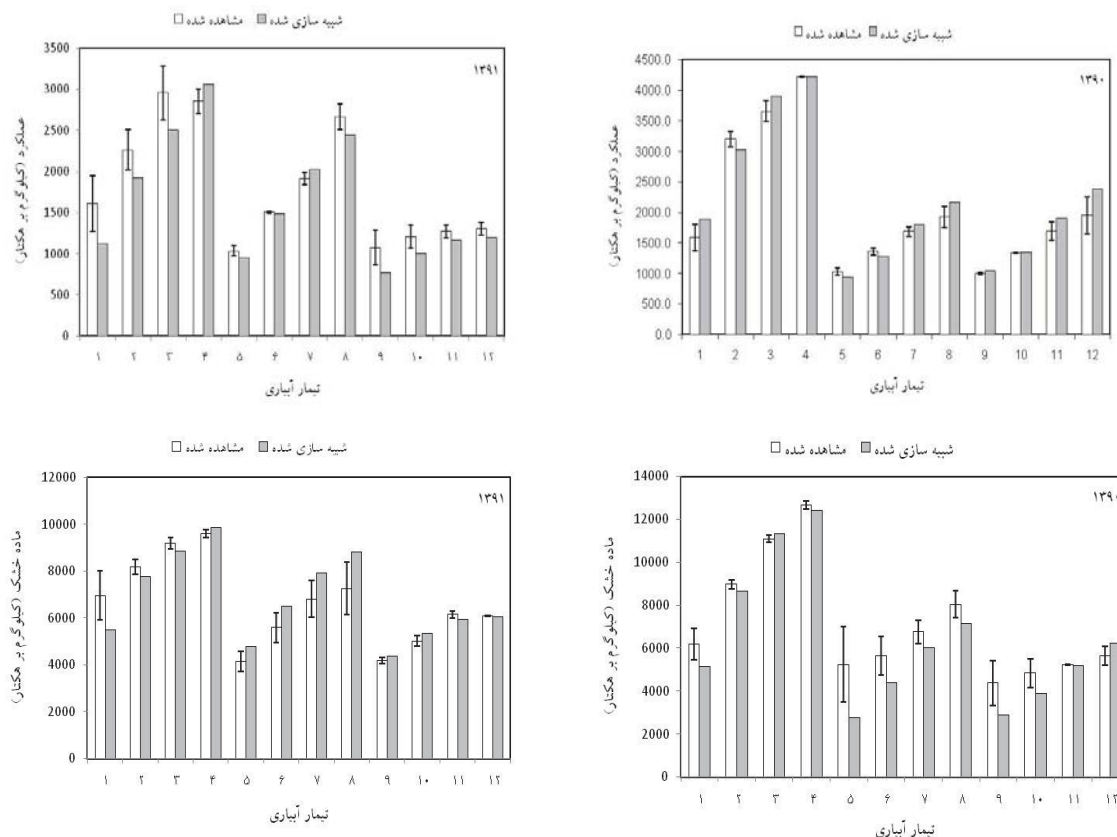 □ مشاهده شده ■ شبیه سازی شده
۱۳۹۱
عملکرد (کیلوگرم بر هکتار)
3500
3000
2500
2000
1500
1000
500
0
۱ ۲ ۳ ۴ ۵ ۶ ۷ ۸ ۹ ۱۰ ۱۱ ۱۲
تیمار آبیاری
□ مشاهده شده ■ شبیه سازی شده
۱۳۹۰
عملکرد (کیلوگرم بر هکتار)
4500.0
4000.0
3500.0
3000.0
2500.0
2000.0
1500.0
1000.0
500.0
0.0
1 2 3 4 5 6 7 8 9 10 11 12
تیمار آبیاری
□ مشاهده شده ■ شبیه سازی شده
۱۳۹۱
ماده خشک (کیلوگرم بر هکتار)
12000
10000
8000
6000
4000
2000
0
۱ ۲ ۳ ۴ ۵ ۶ ۷ ۸ ۹ ۱۰ ۱۱ ۱۲
تیمار آبیاری
□ مشاهده شده ■ شبیه سازی شده
۱۳۹۰
ماده خشک (کیلوگرم بر هکتار)
14000
12000
10000
8000
6000
4000
2000
0
۱ ۲ ۳ ۴ ۵ ۶ ۷ ۸ ۹ ۱۰ ۱۱ ۱۲
تیمار آبیاری